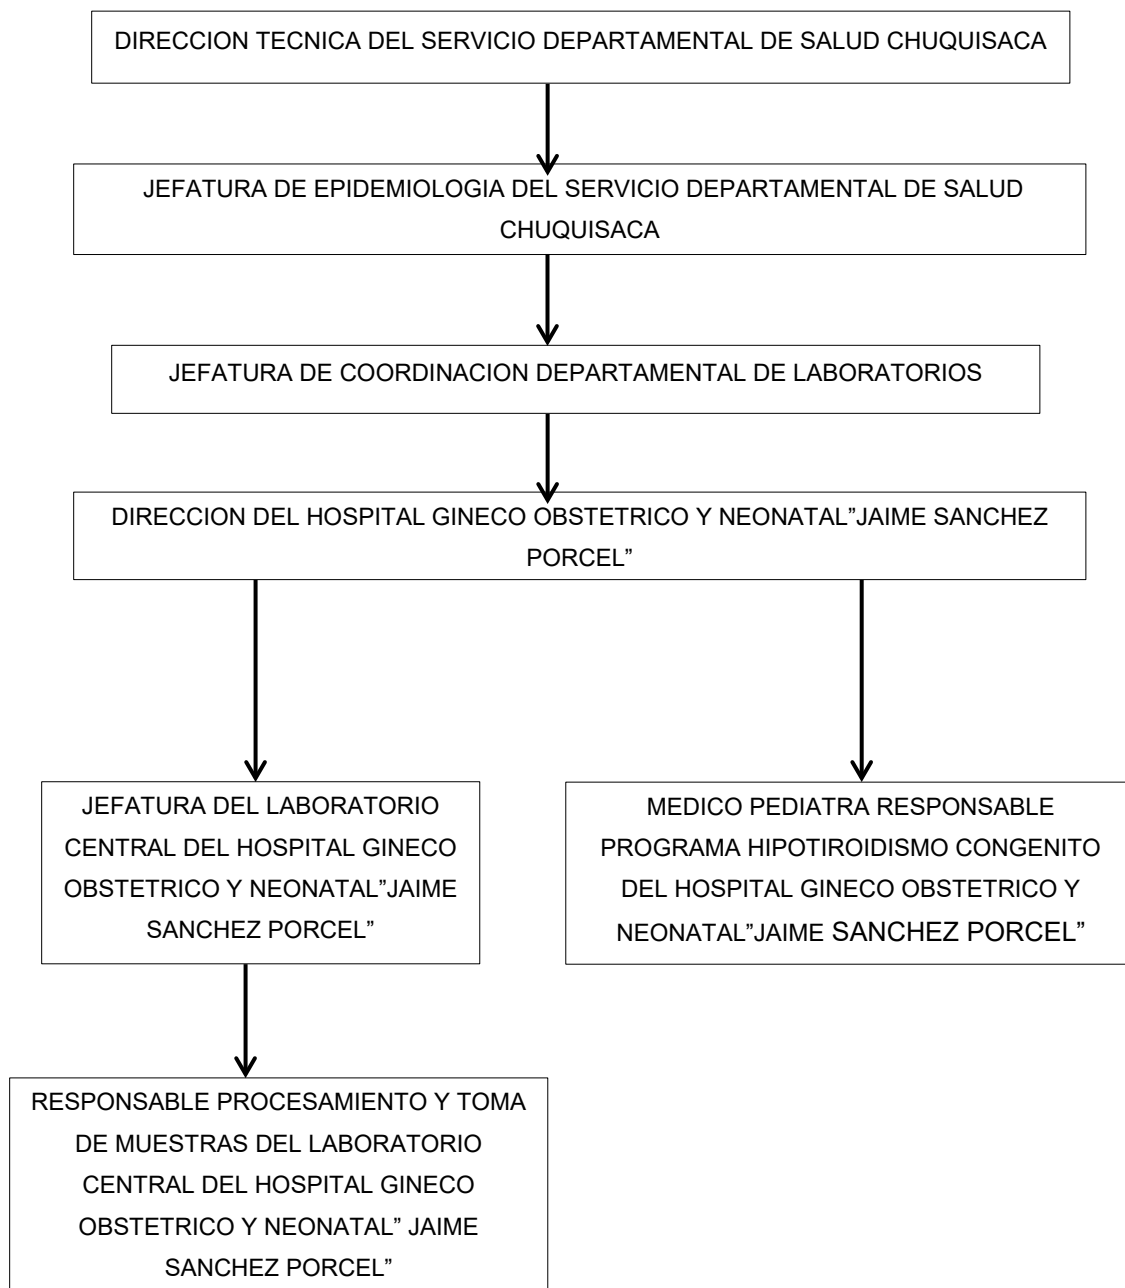 DIRECCION TECNICA DEL SERVICIO DEPARTAMENTAL DE SALUD CHUQUISACA
JEFATURA DE EPIDEMIOLOGIA DEL SERVICIO DEPARTAMENTAL DE SALUD
CHUQUISACA
JEFATURA DE COORDINACION DEPARTAMENTAL DE LABORATORIOS
DIRECCION DEL HOSPITAL GINECO OBSTETRICO Y NEONATAL”JAIME SANCHEZ
PORCEL”
JEFATURA DEL LABORATORIO
CENTRAL DEL HOSPITAL GINECO
OBSTETRICO Y NEONATAL”JAIME
SANCHEZ PORCEL”
MEDICO PEDIATRA RESPONSABLE
PROGRAMA HIPOTIROIDISMO CONGENITO
DEL HOSPITAL GINECO OBSTETRICO Y
NEONATAL”JAIME SANCHEZ PORCEL”
RESPONSABLE PROCESAMIENTO Y TOMA
DE MUESTRAS DEL LABORATORIO
CENTRAL DEL HOSPITAL GINECO
OBSTETRICO Y NEONATAL” JAIME
SANCHEZ PORCEL”